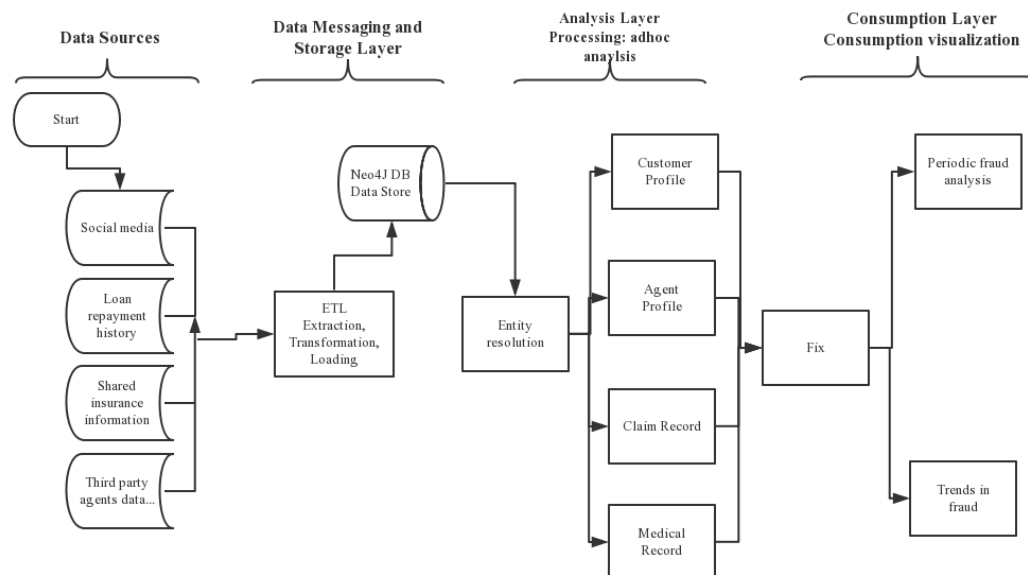 Data Sources
Data Messaging and
Storage Layer
Analysis Layer
Processing: adhoc
anaylsis
Consumption Layer
Consumption visualization
Start
Social media
Loan
repayment
history
Shared
insurance
information
Third party
agents data...
Neo4J DB
Data Store
ETL
Extraction,
Transformation,
Loading
Entity
resolution
Customer
Profile
Agent
Profile
Claim Record
Medical
Record
Fix
Periodic fraud
analysis
Trends in
fraud